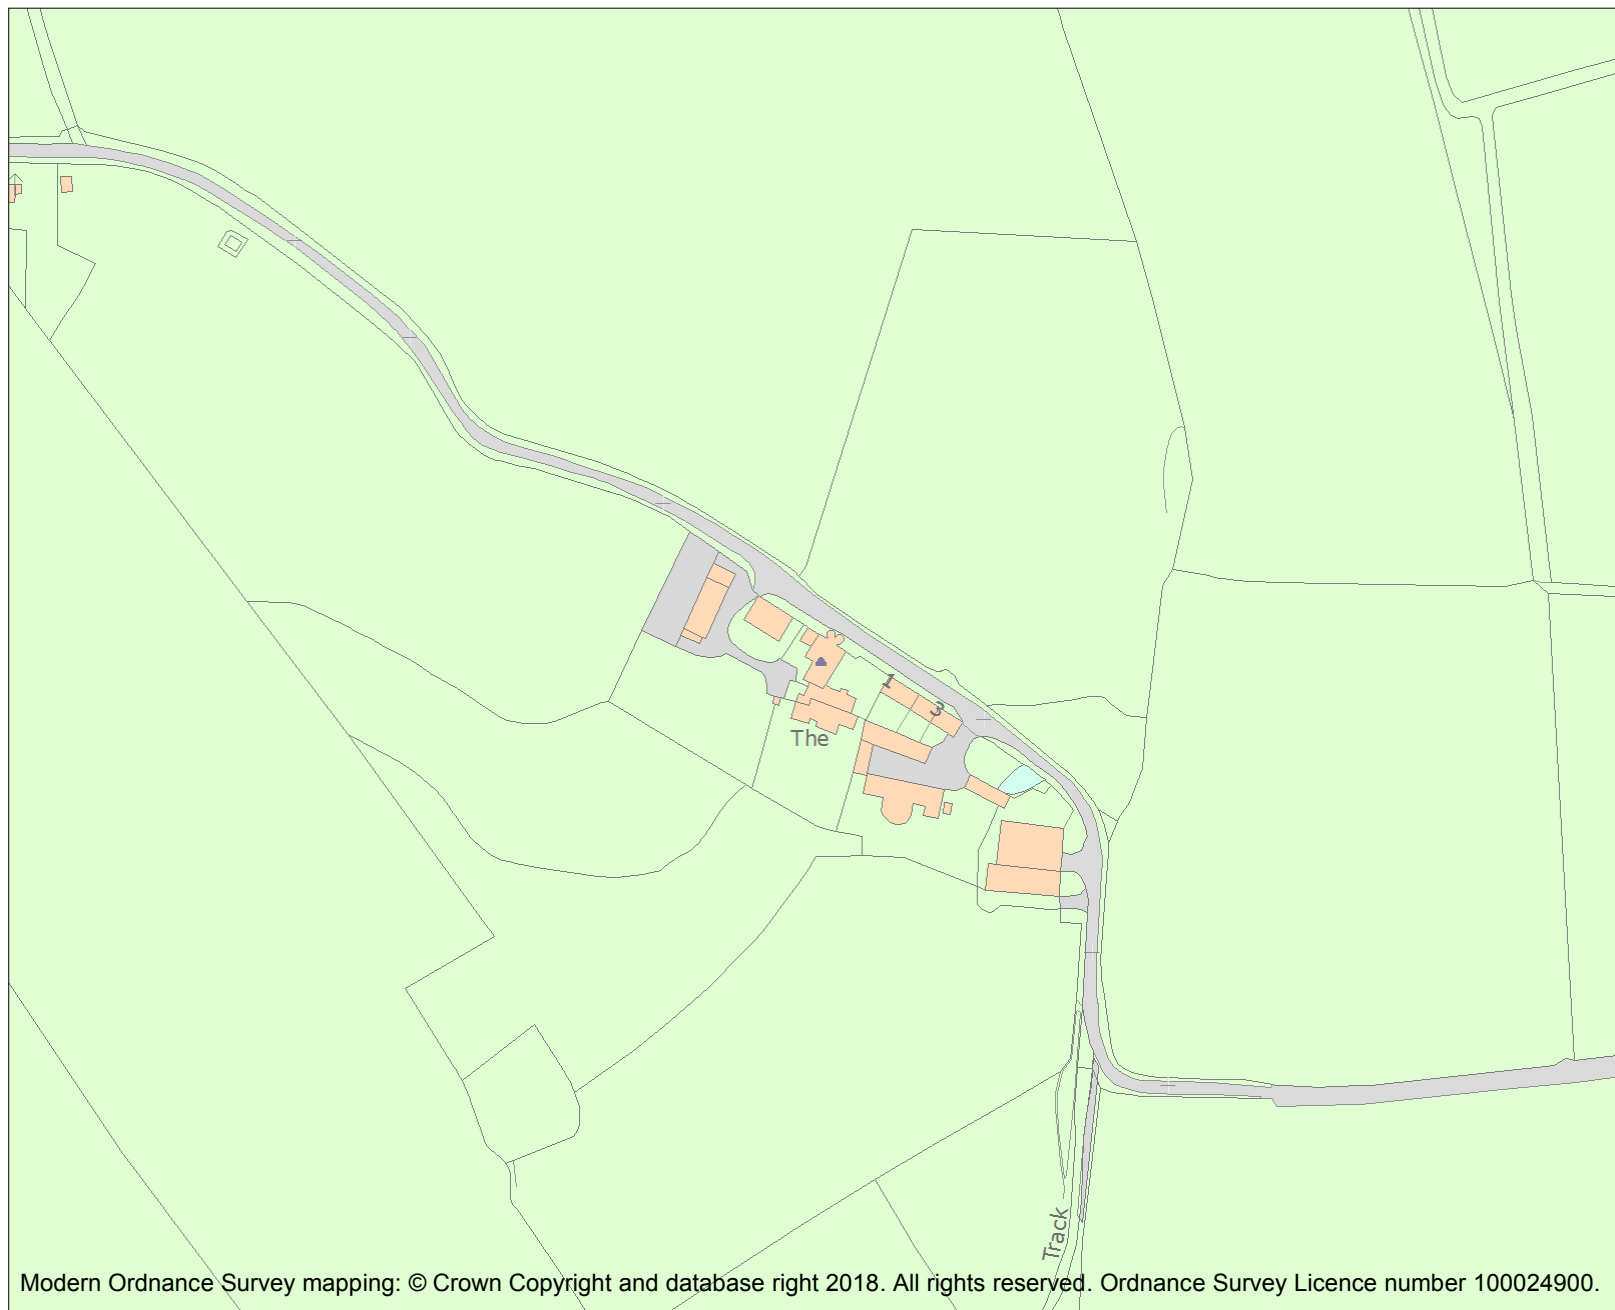 1
3
The
Track
Modern Ordnance Survey mapping: © Crown Copyright and database right 2018. All rights reserved. Ordnance Survey Licence number 100024900.